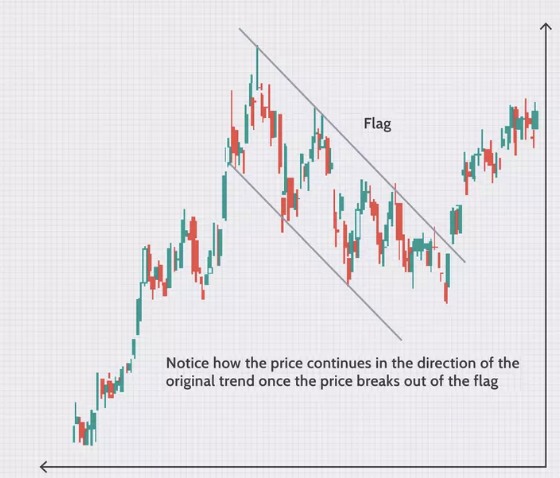 Flag
Notice how the price continues in the direction of the
original trend once the price breaks out of the flag